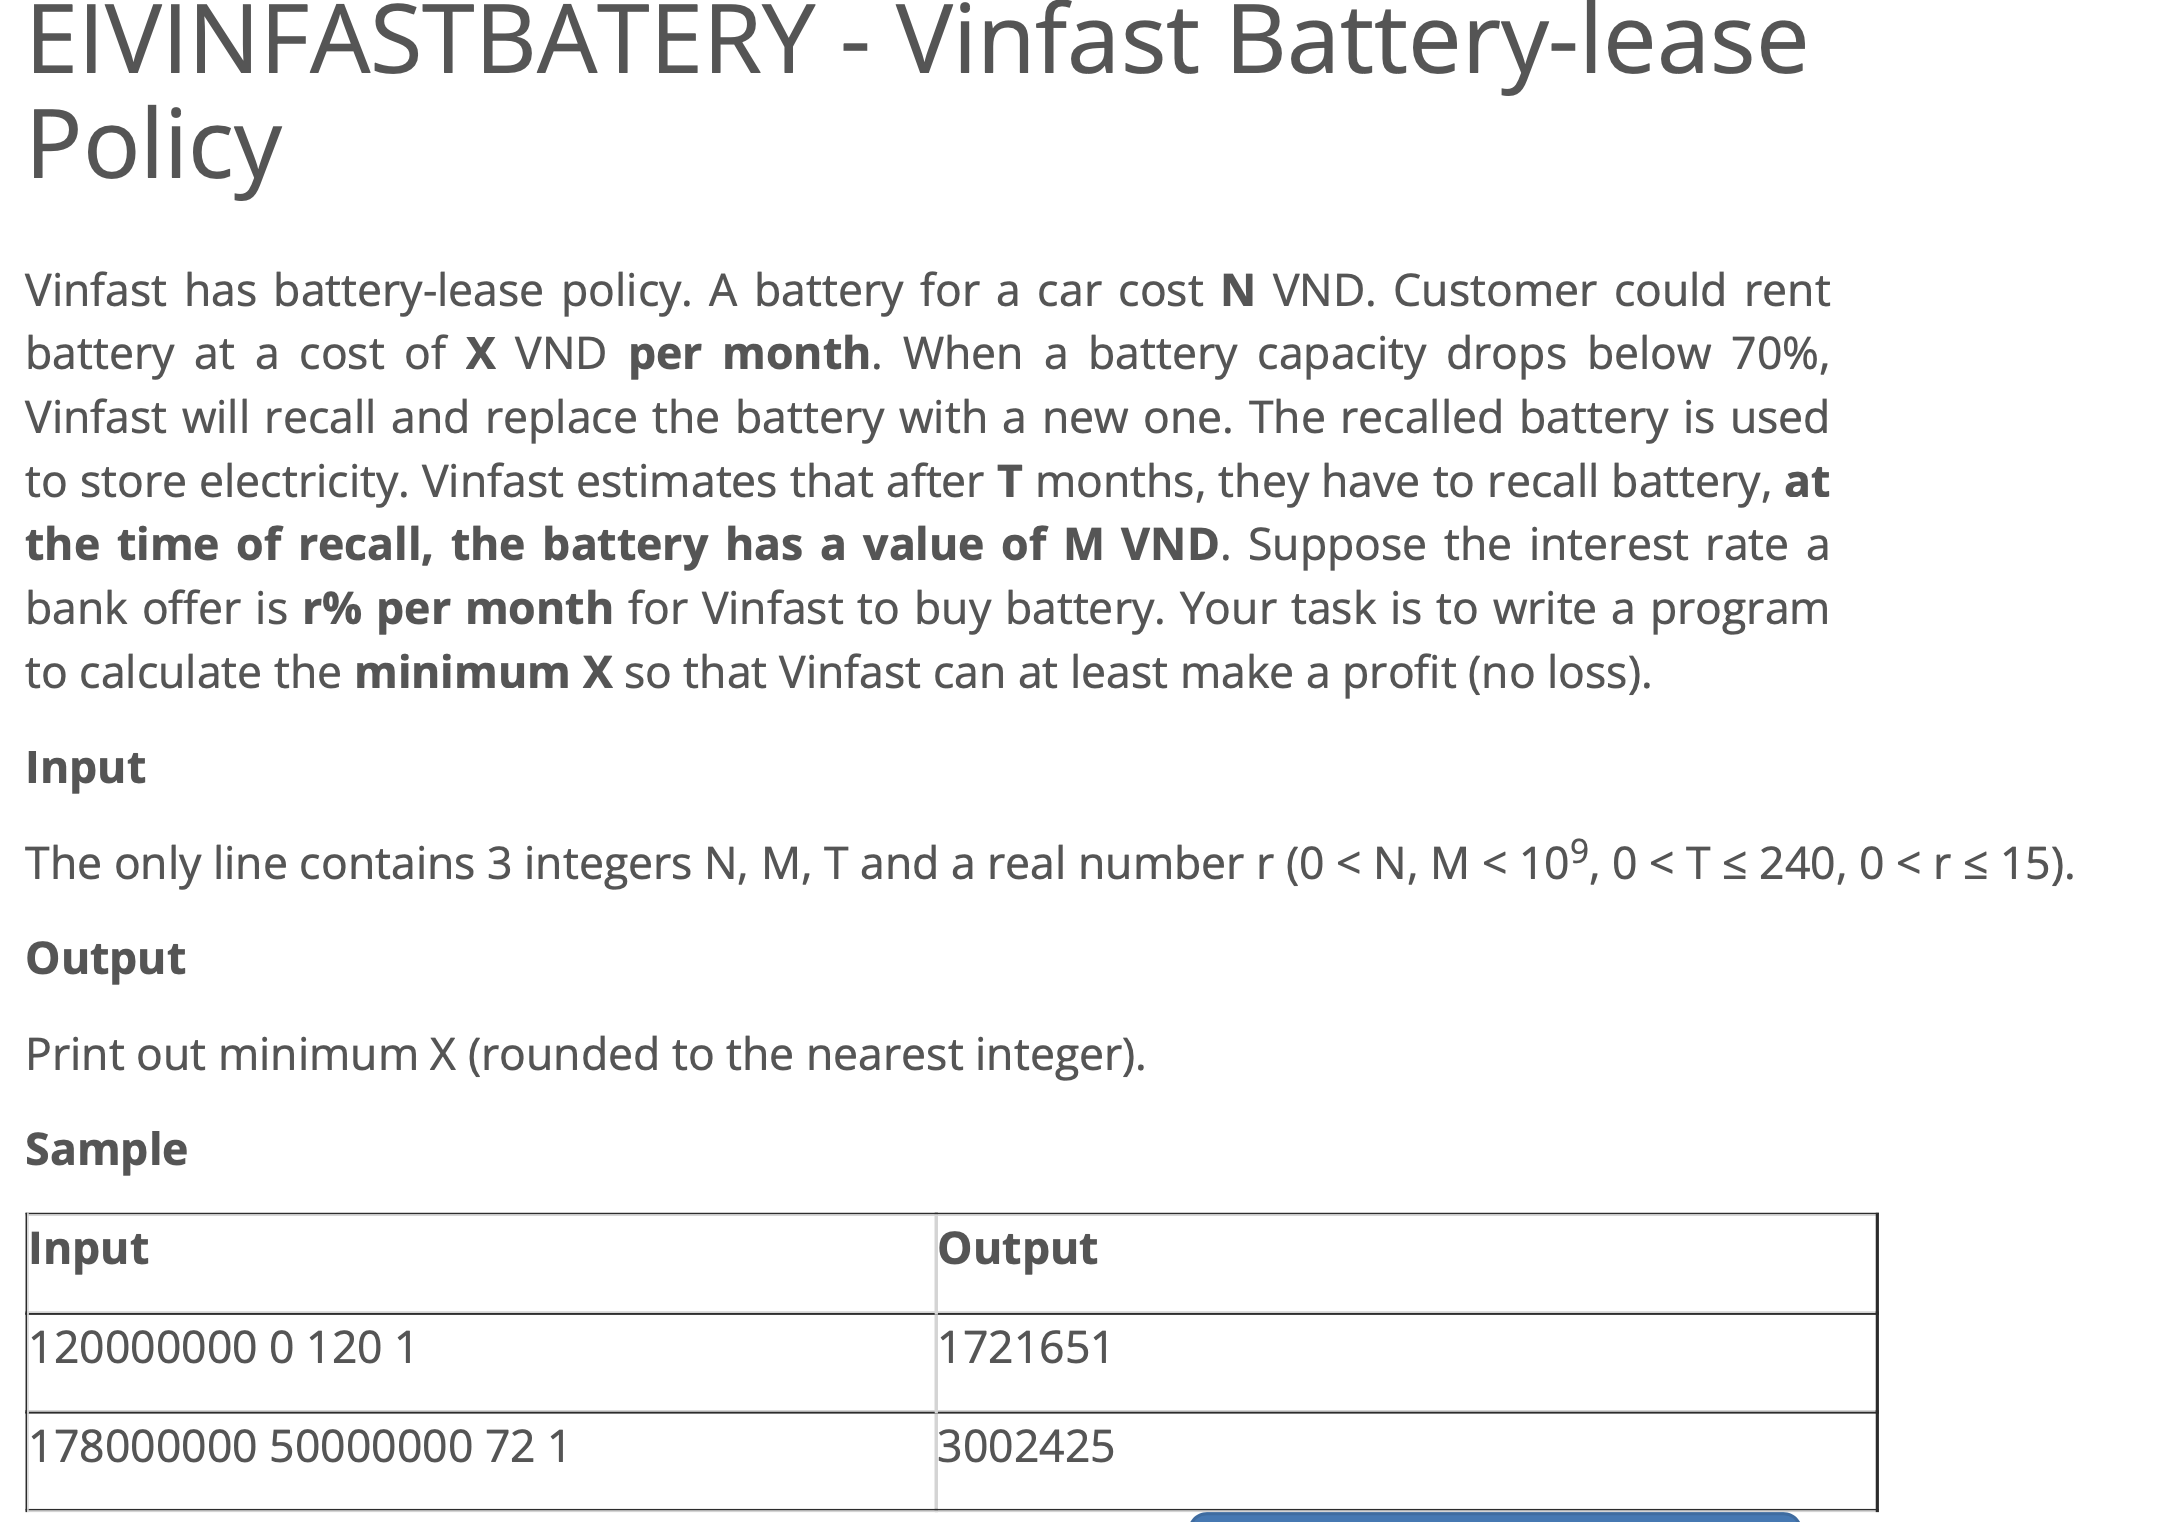 EIVINFASTBATERY - Vinfast Battery-lease
Policy
Vinfast has battery-lease policy. A battery for a car cost N VND. Customer could rent
battery at a cost of X VND per month. When a battery capacity drops below 70%,
Vinfast will recall and replace the battery with a new one. The recalled battery is used
to store electricity. Vinfast estimates that after T months, they have to recall battery, at
the time of recall, the battery has a value of M VND. Suppose the interest rate a
bank offer is r% per month for Vinfast to buy battery. Your task is to write a program
to calculate the minimum X so that Vinfast can at least make a profit (no loss).
Input
The only line contains 3 integers N, M, T and a real number r (0 < N, M < 10⁹, 0 < T ≤ 240, 0 < r ≤ 15).
Output
Print out minimum X (rounded to the nearest integer).
Sample
Input Output
120000000 0 120 1 1721651
178000000 50000000 72 1 3002425